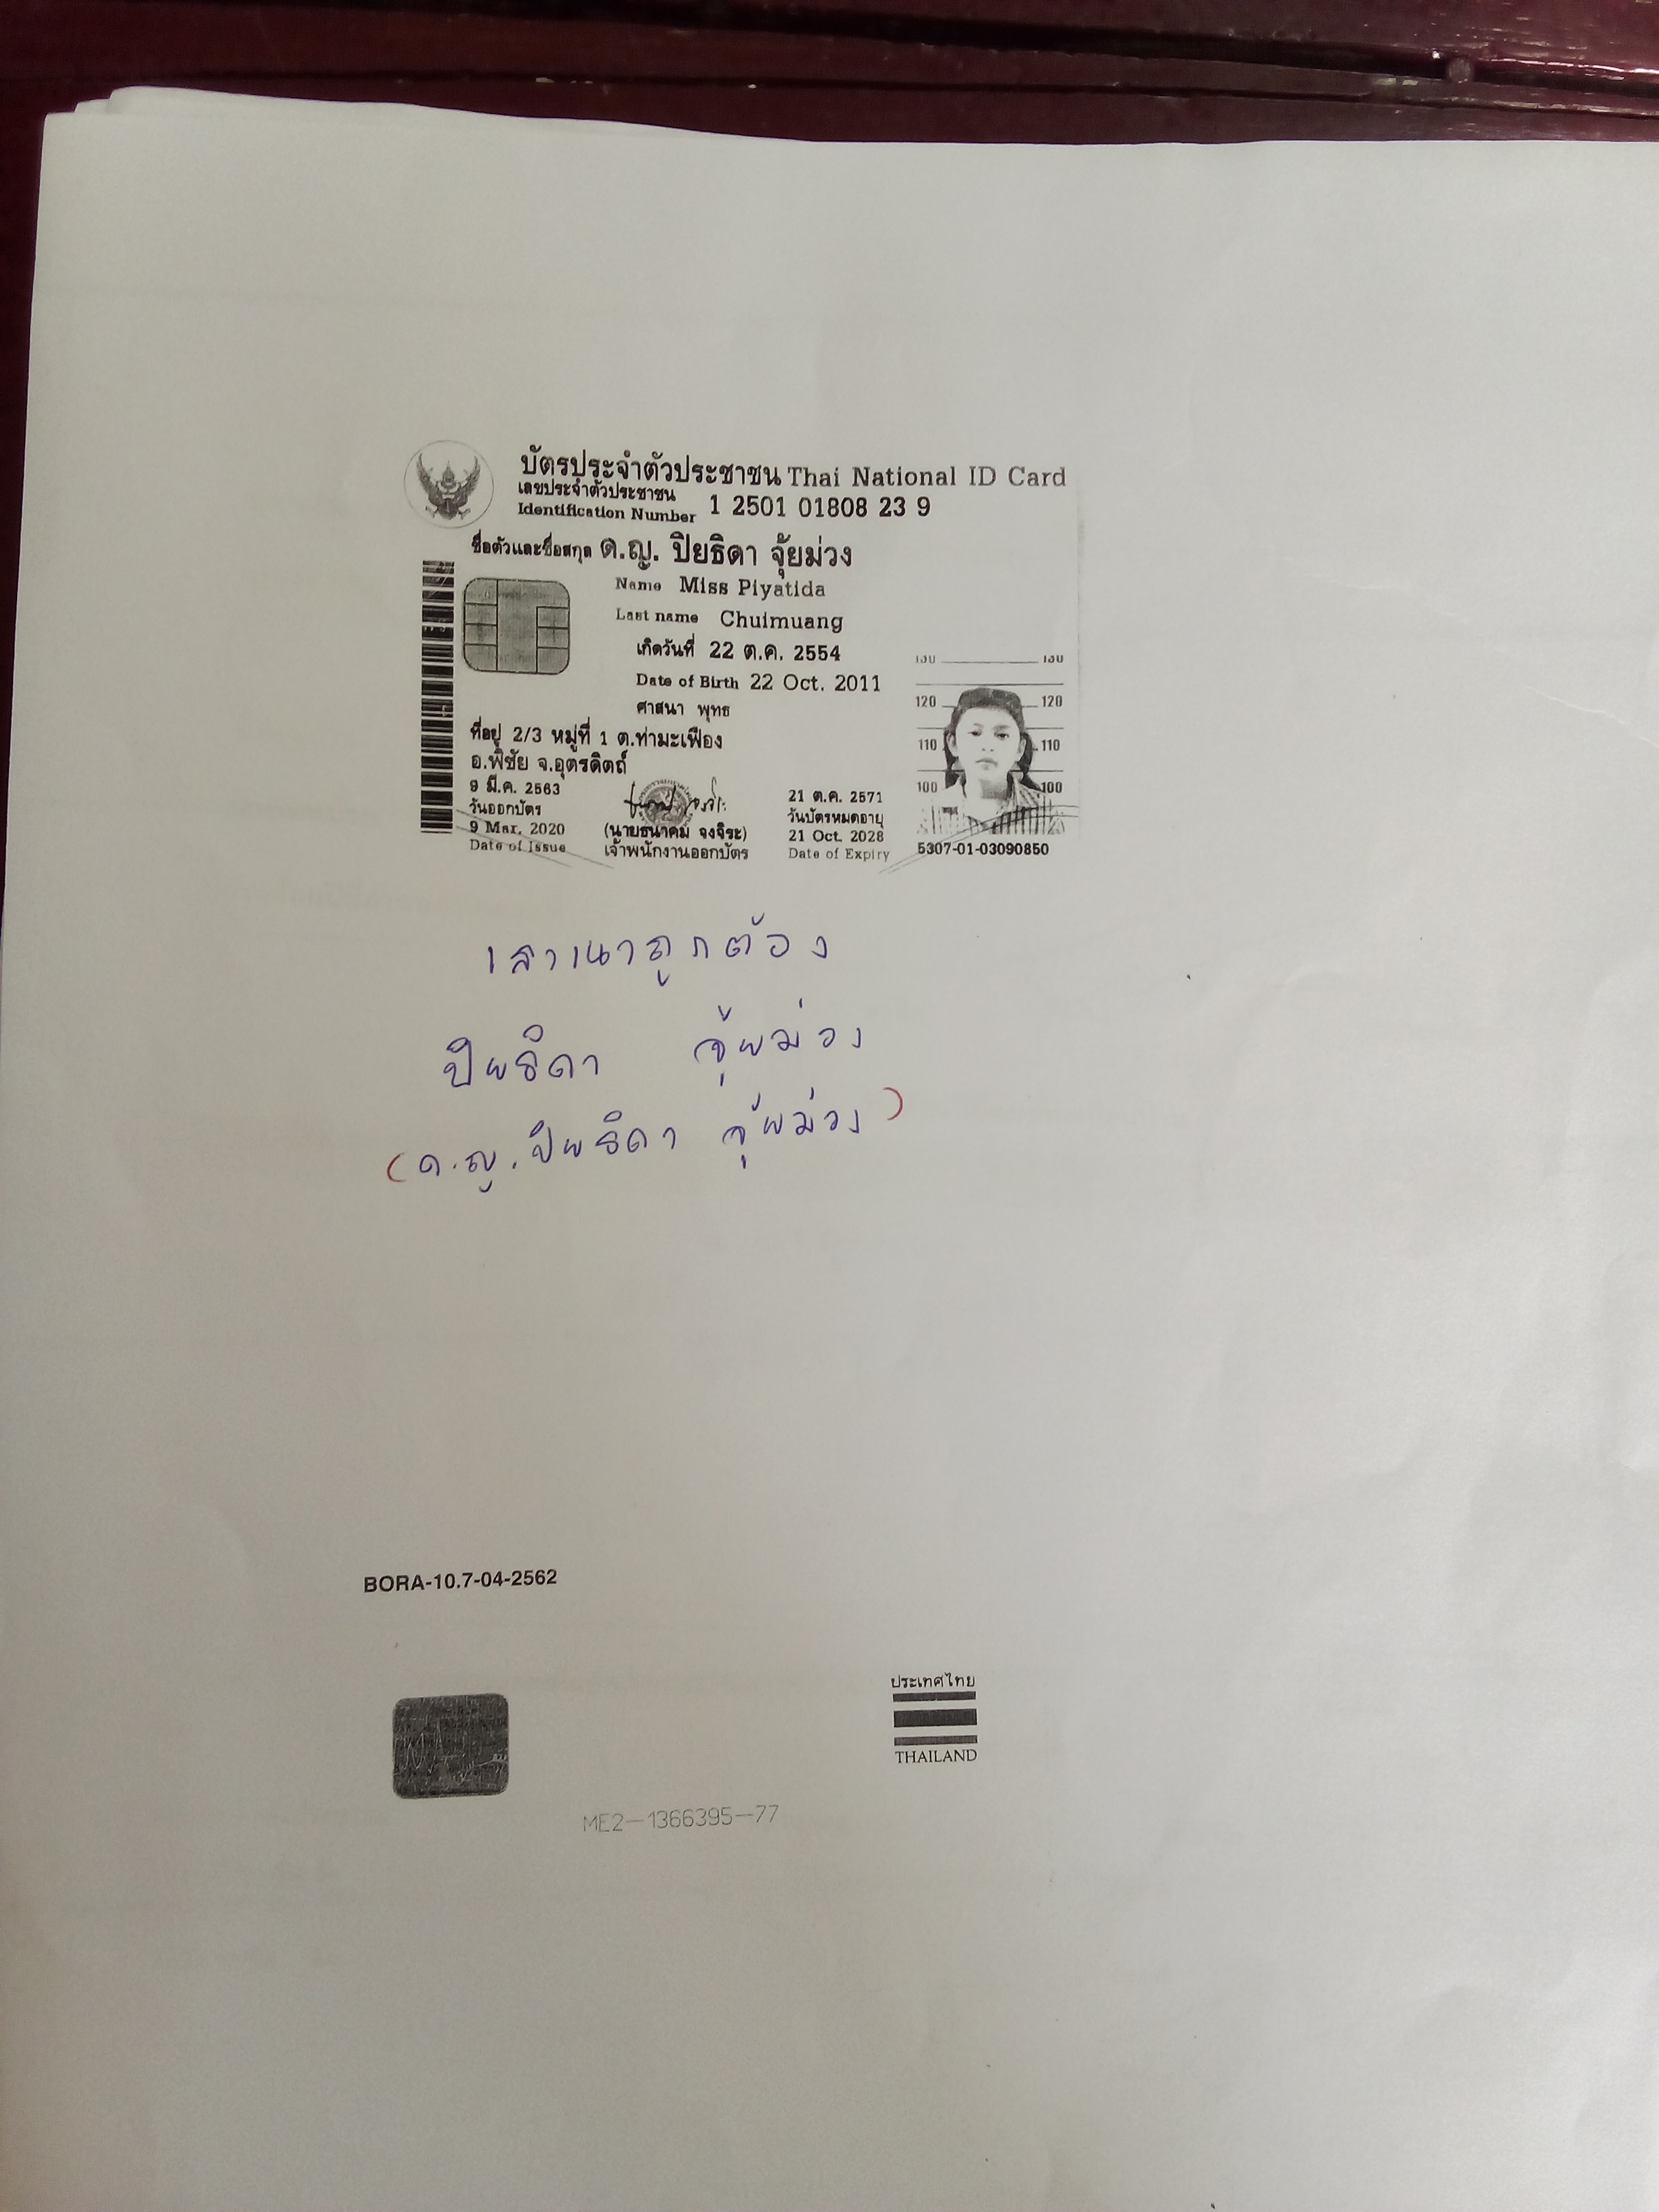 บัตรประจำตัวประชาชน Thai National ID Card
เลขประจำตัวประชาชน
Identification Number 1 2501 01808 23 9
ชื่อตัวและชื่อสกุล ด.ญ. ปิยธิดา จุ้ยม่วง
Name Miss Piyatida
Last name Chuimuang
เกิดวันที่ 22 ต.ค. 2554
Date of Birth 22 Oct. 2011
ศาสนา พุทธ
ที่อยู่ 2/3 หมู่ที่ 1 ต.ท่ามะเฟือง
อ.พิชัย จ.อุตรดิตถ์
9 มี.ค. 2563
วันออกบัตร
9 Mar. 2020
Date of Issue
(นายธนาคม จงจิระ)
เจ้าพนักงานออกบัตร
21 ต.ค. 2571
วันบัตรหมดอายุ
21 Oct. 2028
Date of Expiry
120 120
110 110
100 100
5307-01-03090850
เสาเนาถูกต้อง
ปิยธิดา จุ้ยม่วง
(ด.ญ.ปิยธิดา จุ้ยม่วง)
BORA-10.7-04-2562
ประเทศไทย
THAILAND
ME2-1366395-77